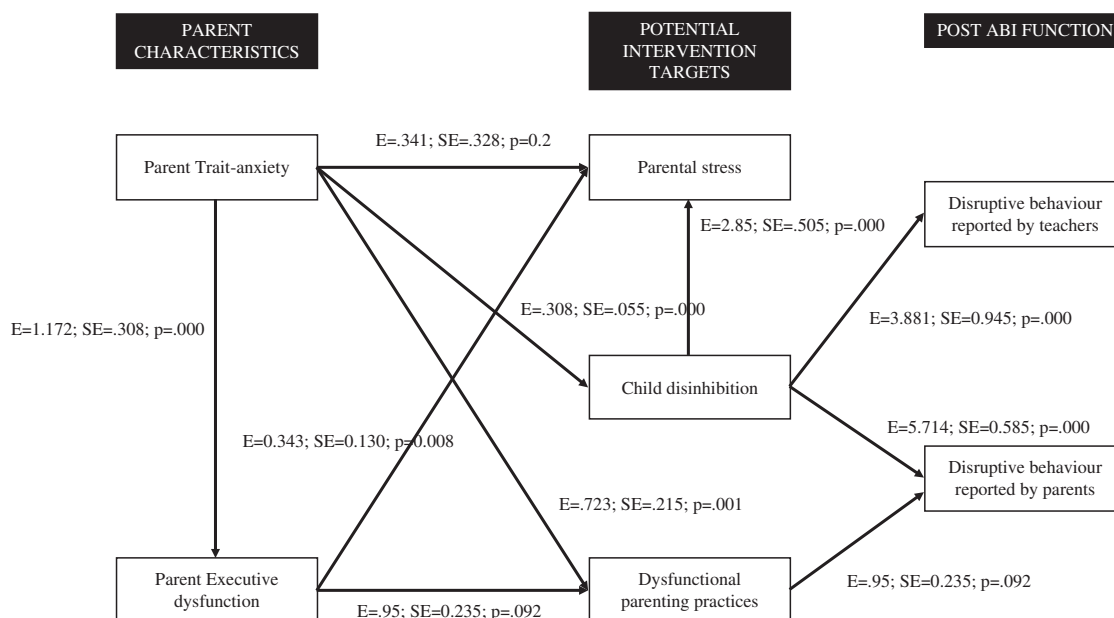 PARENT
CHARACTERISTICS
POTENTIAL
INTERVENTION
TARGETS
POST ABI FUNCTION
E=.341; SE=.328; p=0.2
Parent Trait-anxiety
Parental stress
Disruptive behaviour
reported by teachers
E=2.85; SE=.505; p=.000
E=.308; SE=.055; p=.000
E=3.881; SE=0.945; p=.000
E=1.172; SE=.308; p=.000
Child disinhibition
E=5.714; SE=0.585; p=.000
E=0.343; SE=0.130; p=0.008
Disruptive behaviour
reported by parents
E=.723; SE=.215; p=.001
Parent Executive
dysfunction
Dysfunctional
parenting practices
E=.95; SE=0.235; p=.092
E=.95; SE=0.235; p=.092